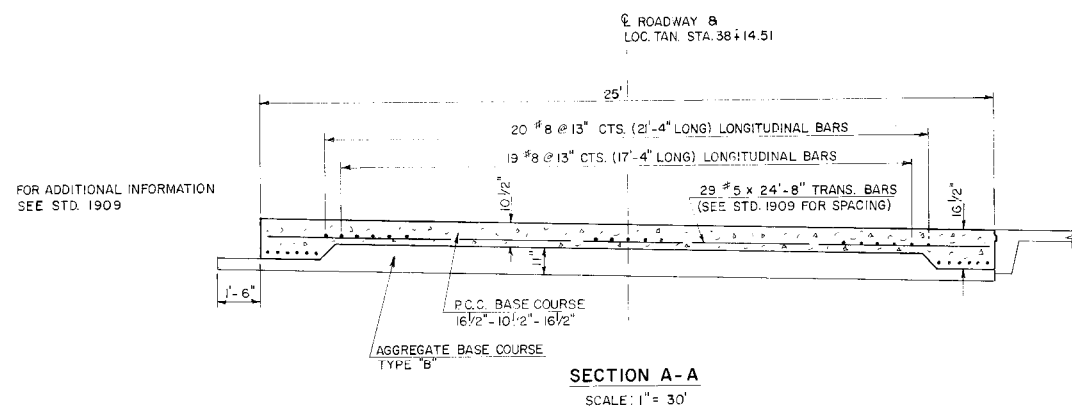 ℄ ROADWAY &
LOC. TAN. STA. 38+14.51
25'
20 #8 @ 13" CTS. (21'-4" LONG) LONGITUDINAL BARS
19 #8 @ 13" CTS. (17'-4" LONG) LONGITUDINAL BARS
FOR ADDITIONAL INFORMATION
SEE STD. 1909
10 1/2"
29 #5 x 24'-8" TRANS. BARS
(SEE STD. 1909 FOR SPACING)
16 1/2"
11"
1'-6"
P.C.C. BASE COURSE
16 1/2" - 10 1/2" - 16 1/2"
AGGREGATE BASE COURSE
TYPE "B"
SECTION A-A
SCALE: 1" = 30'